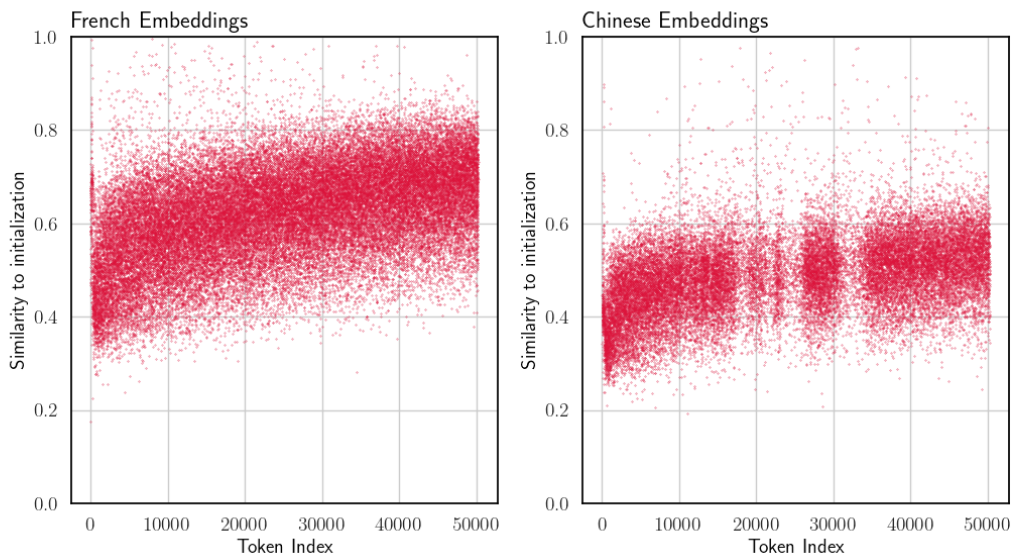 French Embeddings
1.0
0.8
0.6
0.4
0.2
0.0
Similarity to initialization
0 10000 20000 30000 40000 50000
Token Index
Chinese Embeddings
1.0
0.8
0.6
0.4
0.2
0.0
Similarity to initialization
0 10000 20000 30000 40000 50000
Token Index